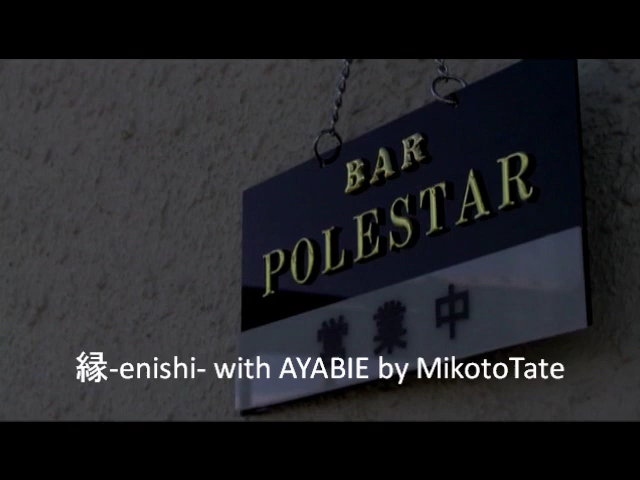 BAR
POLESTAR
営業中
縁-enishi- with AYABIE by MikotoTate